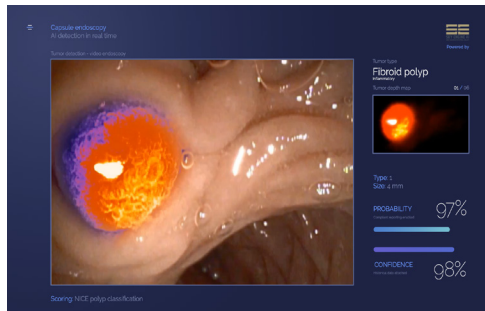 Capsule endoscopy
AI detection in real time
Tumor detection - video endoscope
Powered by
Tumor type
Fibroid polyp
Inflammatory
Tumor depth map
Type: 1
Size: 4 mm
PROBABILITY
97%
CONFIDENCE
98%
Scoring: NICE polyp classification